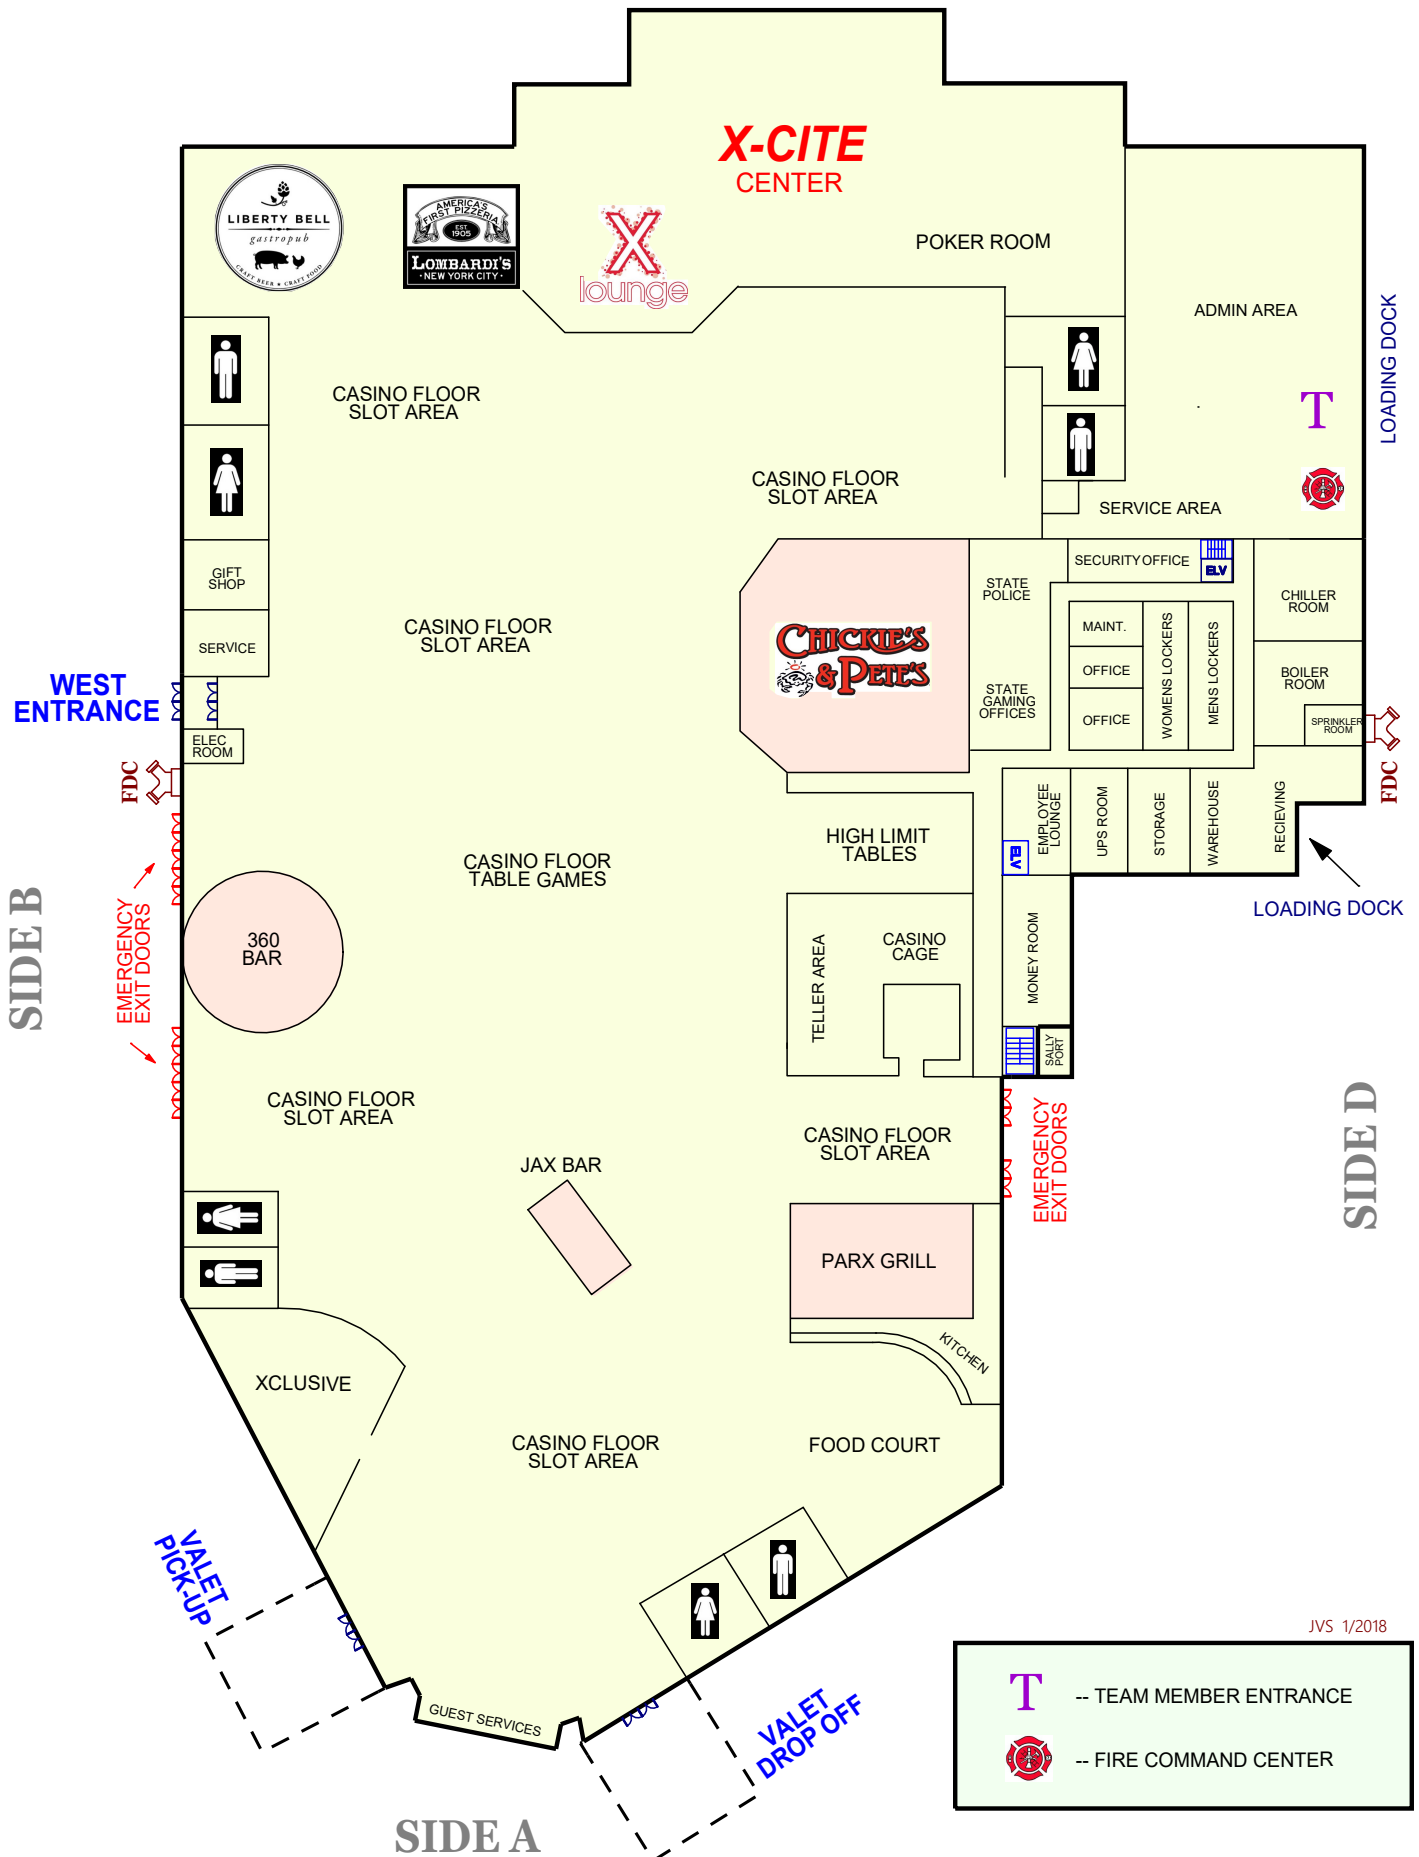 X-CITE
CENTER
LIBERTY BELL
gastropub
CRAFT BEER ★ CRAFT FOOD
AMERICA'S
FIRST PIZZERIA
EST.
1905
LOMBARDI'S
• NEW YORK CITY •
X
lounge
POKER ROOM
ADMIN AREA
LOADING DOCK
T
CASINO FLOOR
SLOT AREA
CASINO FLOOR
SLOT AREA
SERVICE AREA
SECURITY OFFICE
ELV
GIFT
SHOP
STATE
POLICE
CHILLER
ROOM
CASINO FLOOR
SLOT AREA
CHICKIE'S
& PETE'S
MAINT.
OFFICE
OFFICE
WOMENS LOCKERS
MENS LOCKERS
SERVICE
STATE
GAMING
OFFICES
BOILER
ROOM
SPRINKLER
ROOM
WEST
ENTRANCE
ELEC
ROOM
FDC
FDC
HIGH LIMIT
TABLES
EMPLOYEE
LOUNGE
ELV
UPS ROOM
STORAGE
WAREHOUSE
RECIEVING
CASINO FLOOR
TABLE GAMES
LOADING DOCK
SIDE B
EMERGENCY
EXIT DOORS
360
BAR
TELLER AREA
CASINO
CAGE
MONEY ROOM
SALLY
PORT
CASINO FLOOR
SLOT AREA
CASINO FLOOR
SLOT AREA
EMERGENCY
EXIT DOORS
SIDE D
JAX BAR
PARX GRILL
KITCHEN
XCLUSIVE
CASINO FLOOR
SLOT AREA
FOOD COURT
VALET
PICK-UP
GUEST SERVICES
VALET
DROP OFF
SIDE A
JVS 1/2018
T -- TEAM MEMBER ENTRANCE
-- FIRE COMMAND CENTER